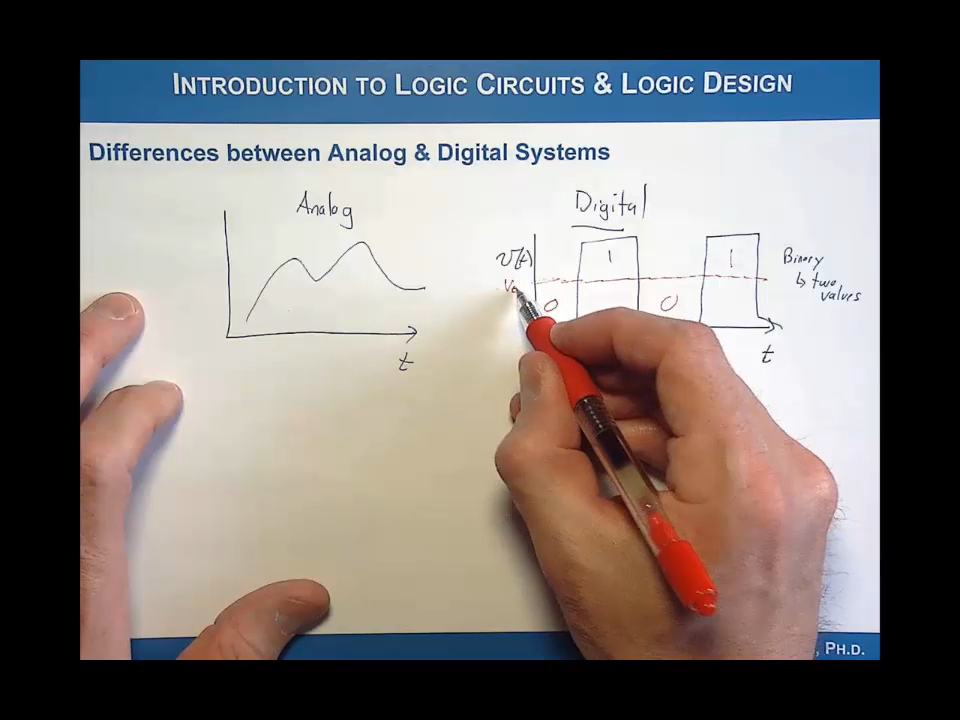 INTRODUCTION TO LOGIC CIRCUITS & LOGIC DESIGN
Differences between Analog & Digital Systems
Analog
t
Digital
v(t)
1
1
0
0
t
Binary
↳ two
values
, PH.D.